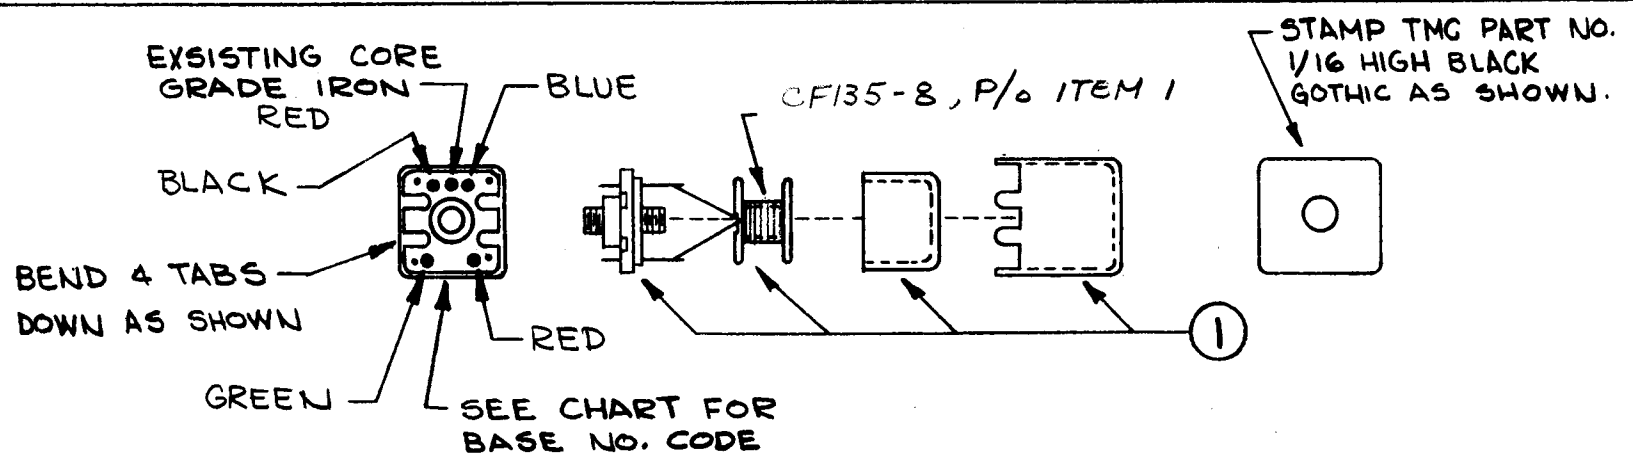 EXSISTING CORE
GRADE IRON
RED
BLUE
BLACK
BEND 4 TABS
DOWN AS SHOWN
GREEN
RED
SEE CHART FOR
BASE NO. CODE
CF135-8, P/o ITEM 1
1
STAMP TMC PART NO.
1/16 HIGH BLACK
GOTHIC AS SHOWN.